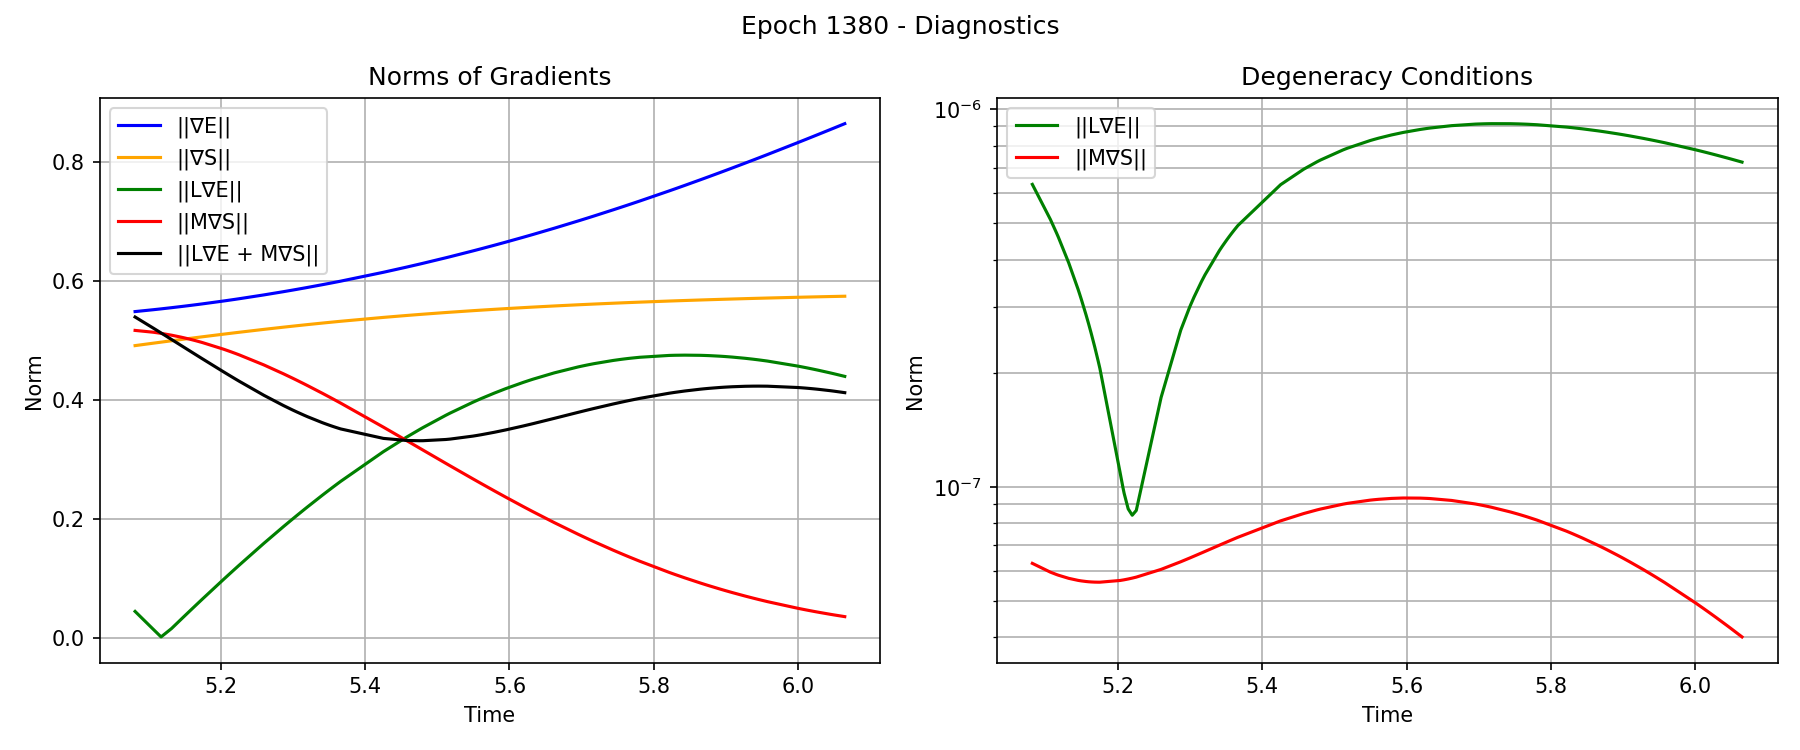 Epoch 1380 - Diagnostics
Norms of Gradients
||∇E||
||∇S||
||L∇E||
||M∇S||
||L∇E + M∇S||
0.8
0.6
0.4
0.2
0.0
Norm
5.2
5.4
5.6
5.8
6.0
Time
Degeneracy Conditions
||L∇E||
||M∇S||
10⁻⁶
10⁻⁷
Norm
5.2
5.4
5.6
5.8
6.0
Time